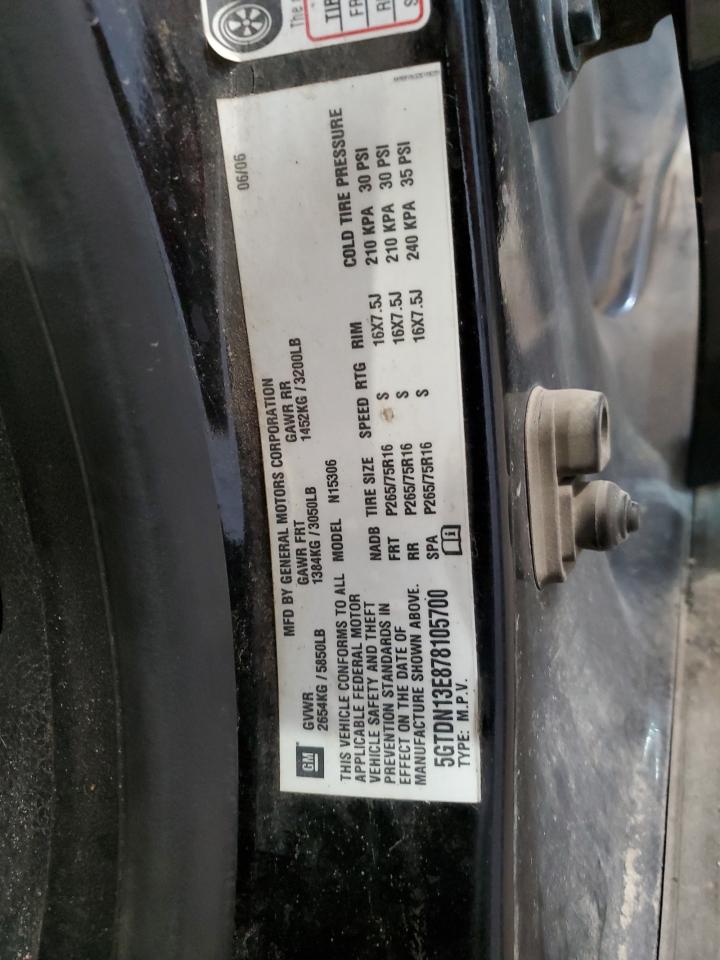 The
TIR
FR
06/06
MFD BY GENERAL MOTORS CORPORATION
GM
GVWR GAWR FRT GAWR RR
2654KG / 5850LB 1384KG / 3050LB 1452KG / 3200LB
THIS VEHICLE CONFORMS TO ALL
APPLICABLE FEDERAL MOTOR
VEHICLE SAFETY AND THEFT
PREVENTION STANDARDS IN
EFFECT ON THE DATE OF
MANUFACTURE SHOWN ABOVE.
5GTDN13E878105700
TYPE: M.P.V.
MODEL N15306
NADB TIRE SIZE SPEED RTG RIM COLD TIRE PRESSURE
FRT P265/75R16 S 16X7.5J 210 KPA 30 PSI
RR P265/75R16 S 16X7.5J 210 KPA 30 PSI
SPA P265/75R16 S 16X7.5J 240 KPA 35 PSI